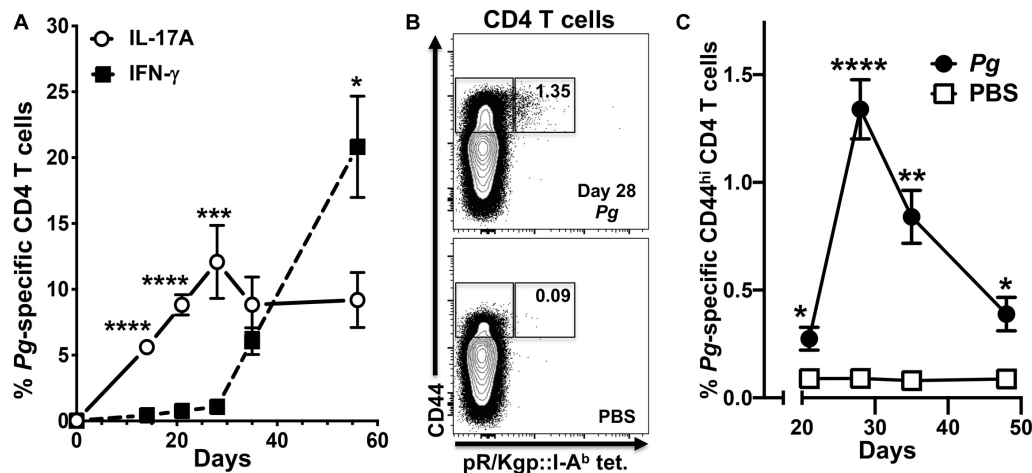 A
IL-17A
IFN-γ
% Pg-specific CD4 T cells
30
25
20
15
10
5
0
****
****
***
*
0 20 40 60
Days
B
CD4 T cells
1.35
Day 28
Pg
0.09
PBS
CD44
pR/Kgp::I-Aᵇ tet.
C
Pg
PBS
% Pg-specific CD44ʰⁱ CD4 T cells
1.5
1.0
0.5
0.0
*
****
**
*
20 30 40 50
Days